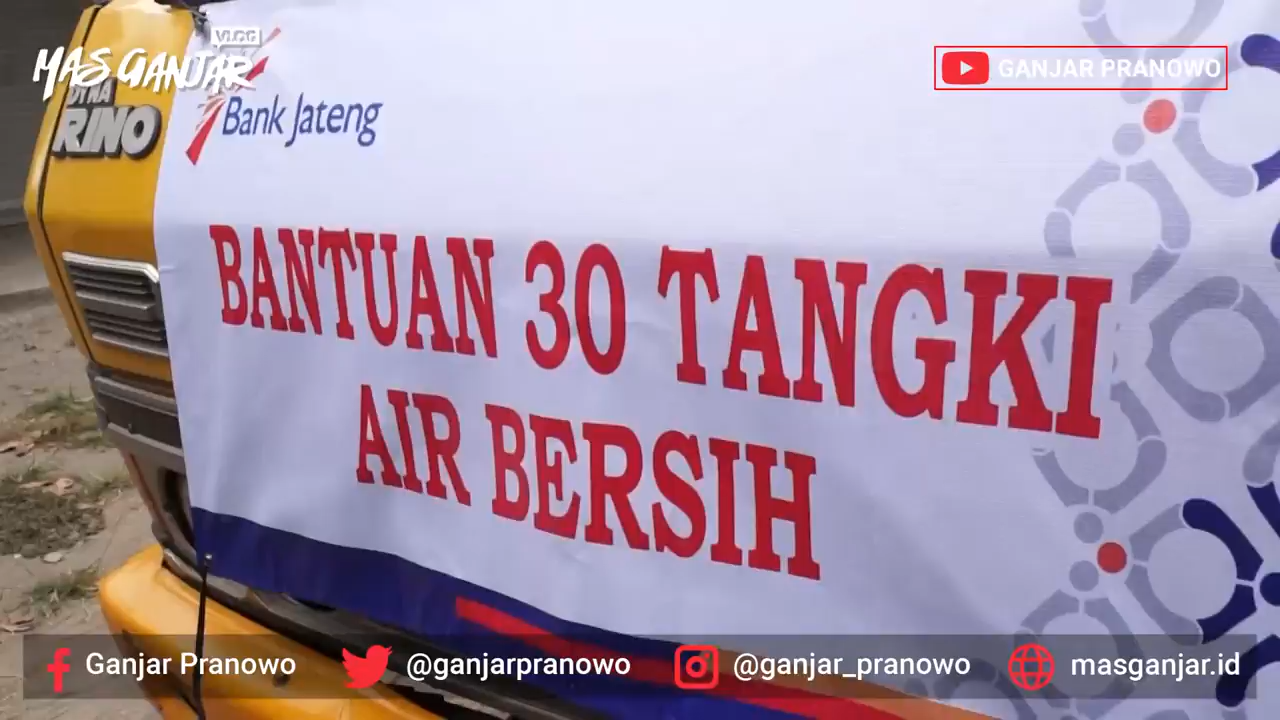 VLOG
MAS GANJAR
GANJAR PRANOWO
DYNA
RINO
Bank Jateng
BANTUAN 30 TANGKI
AIR BERSIH
Ganjar Pranowo
@ganjarpranowo
@ganjar_pranowo
masganjar.id